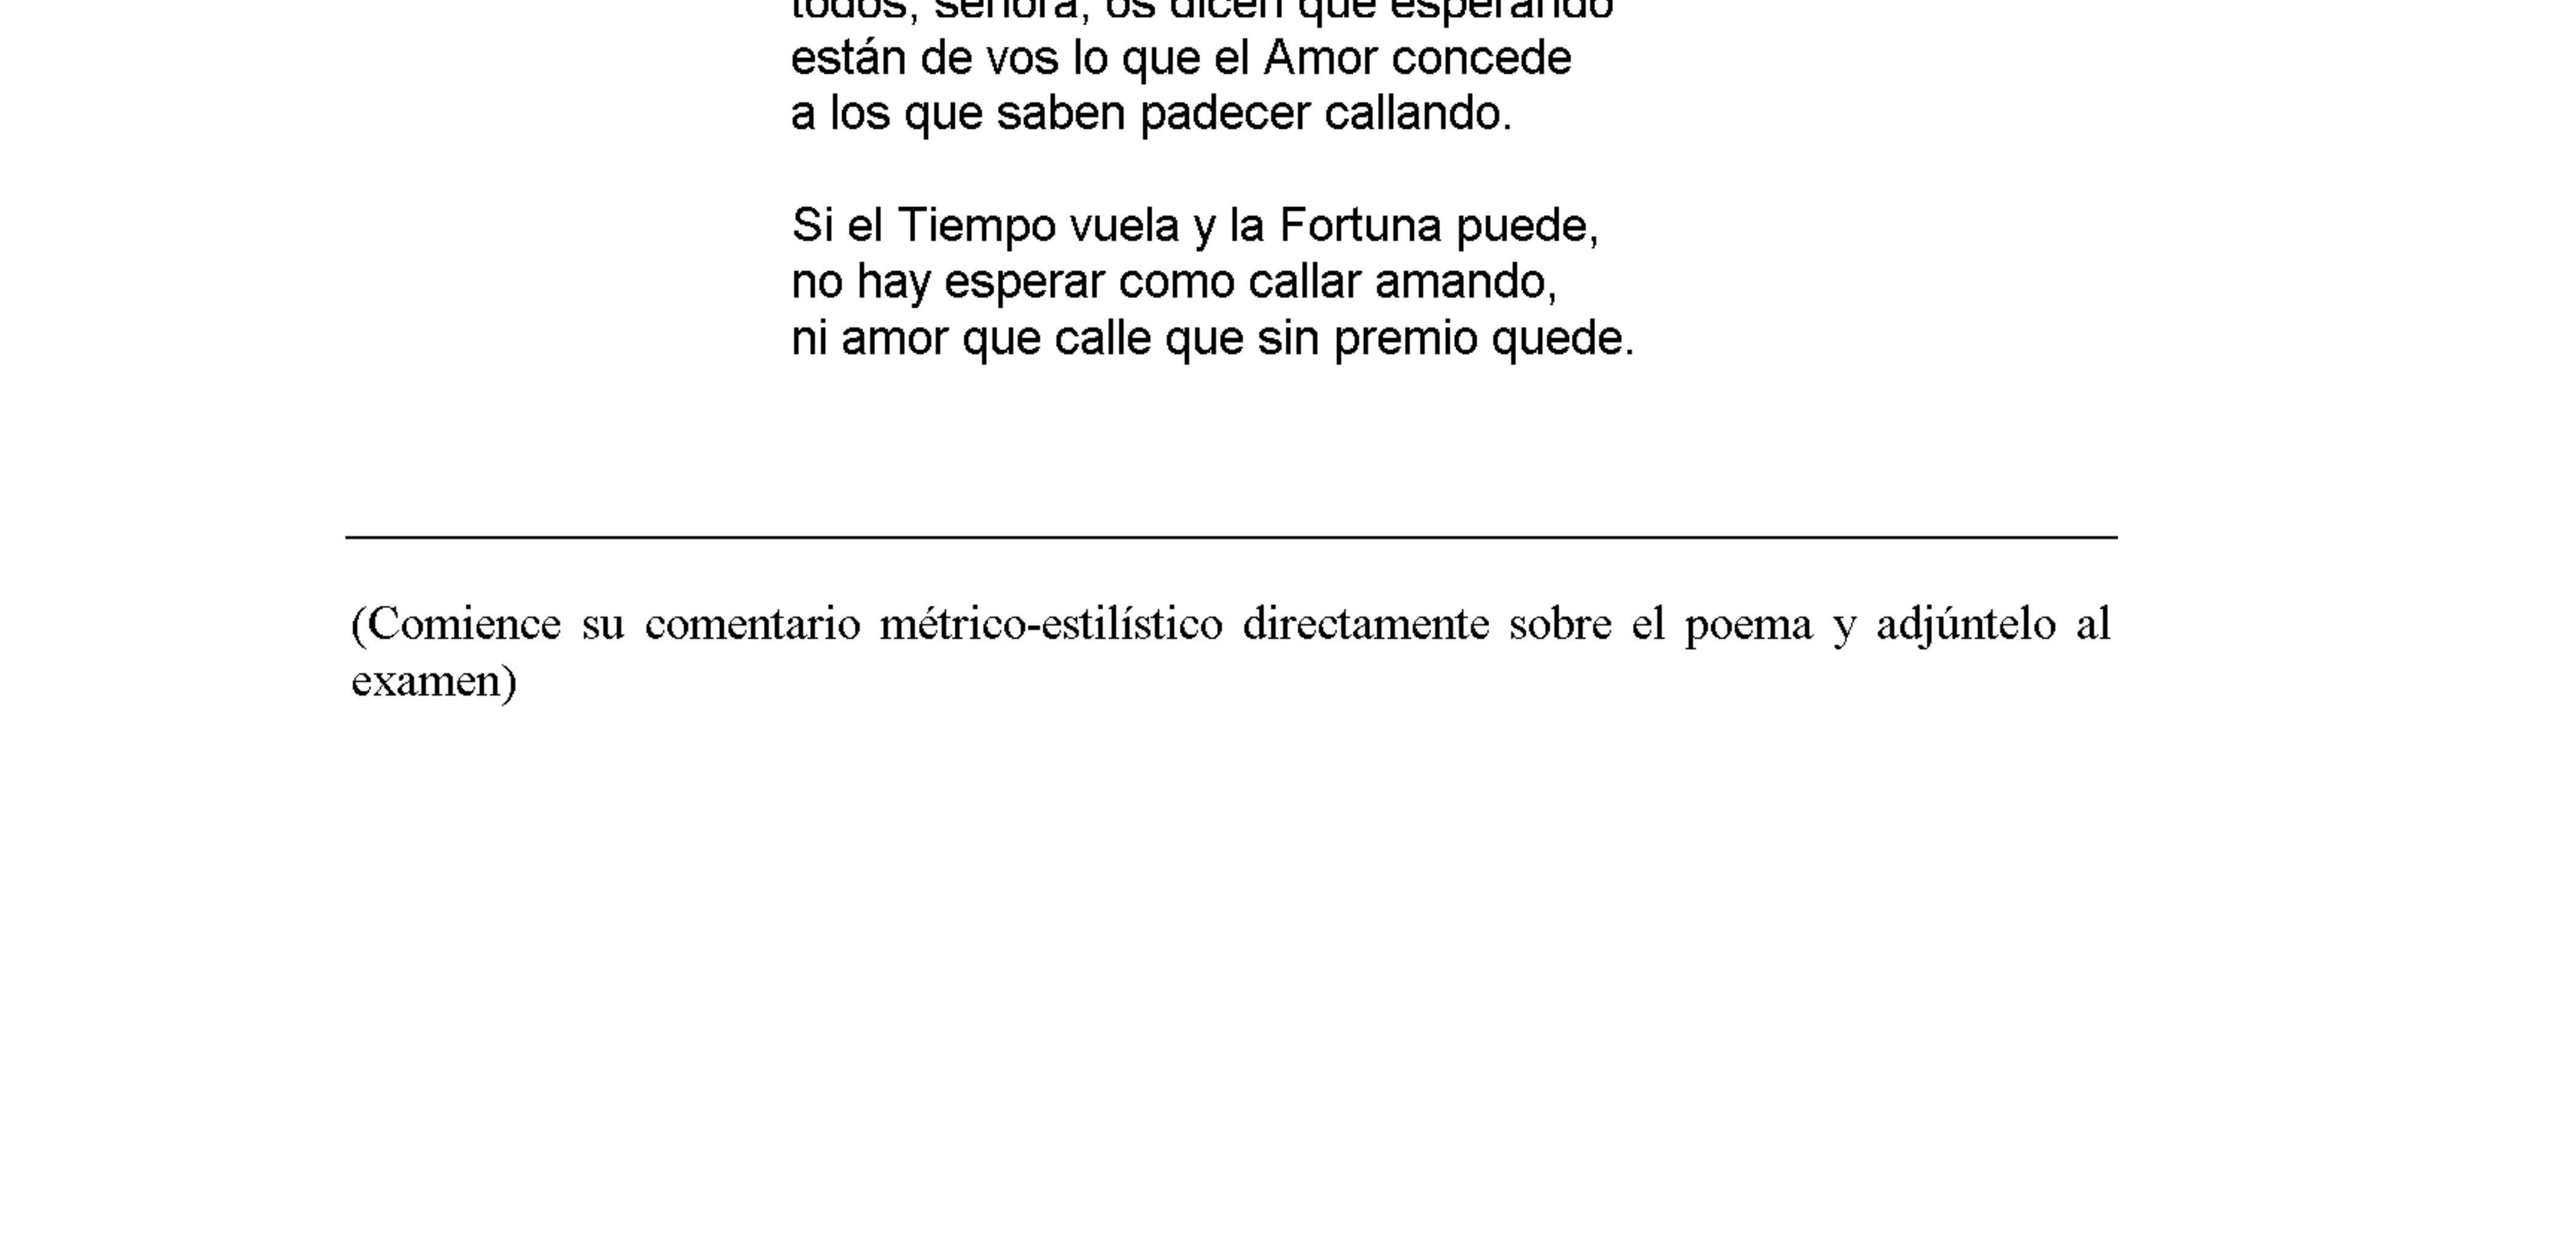 todos, señora, os dicen que esperando
están de vos lo que el Amor concede
a los que saben padecer callando.
Si el Tiempo vuela y la Fortuna puede,
no hay esperar como callar amando,
ni amor que calle que sin premio quede.
(Comience su comentario métrico-estilístico directamente sobre el poema y adjúntelo al
examen)